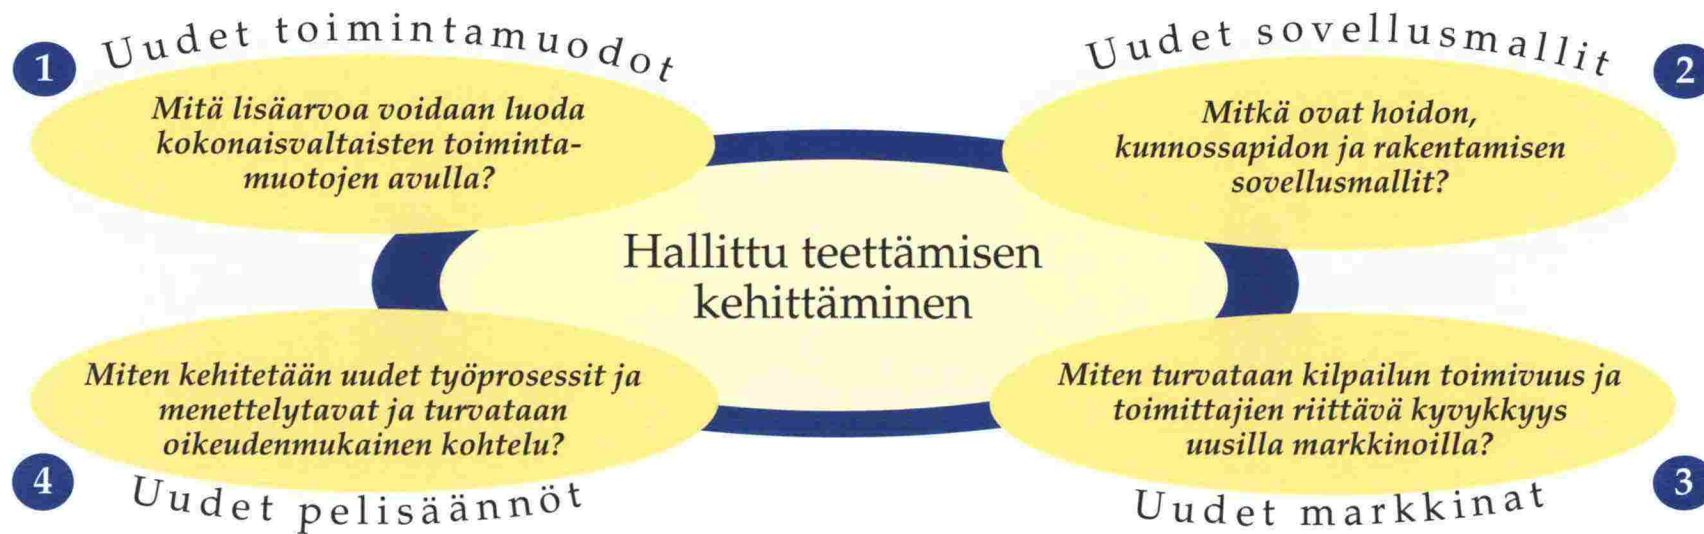 1
Uudet toimintamuodot
Mitä lisäarvoa voidaan luoda
kokonaisvaltaisten toiminta-
muotojen avulla?
2
Uudet sovellusmallit
Mitkä ovat hoidon,
kunnossapidon ja rakentamisen
sovellusmallit?
Hallittu teettämisen
kehittäminen
Miten turvataan kilpailun toimivuus ja
toimittajien riittävä kyvykkyys
uusilla markkinoilla?
3
Uudet markkinat
Miten kehitetään uudet työprosessit ja
menettelytavat ja turvataan
oikeudenmukainen kohtelu?
4
Uudet pelisäännöt